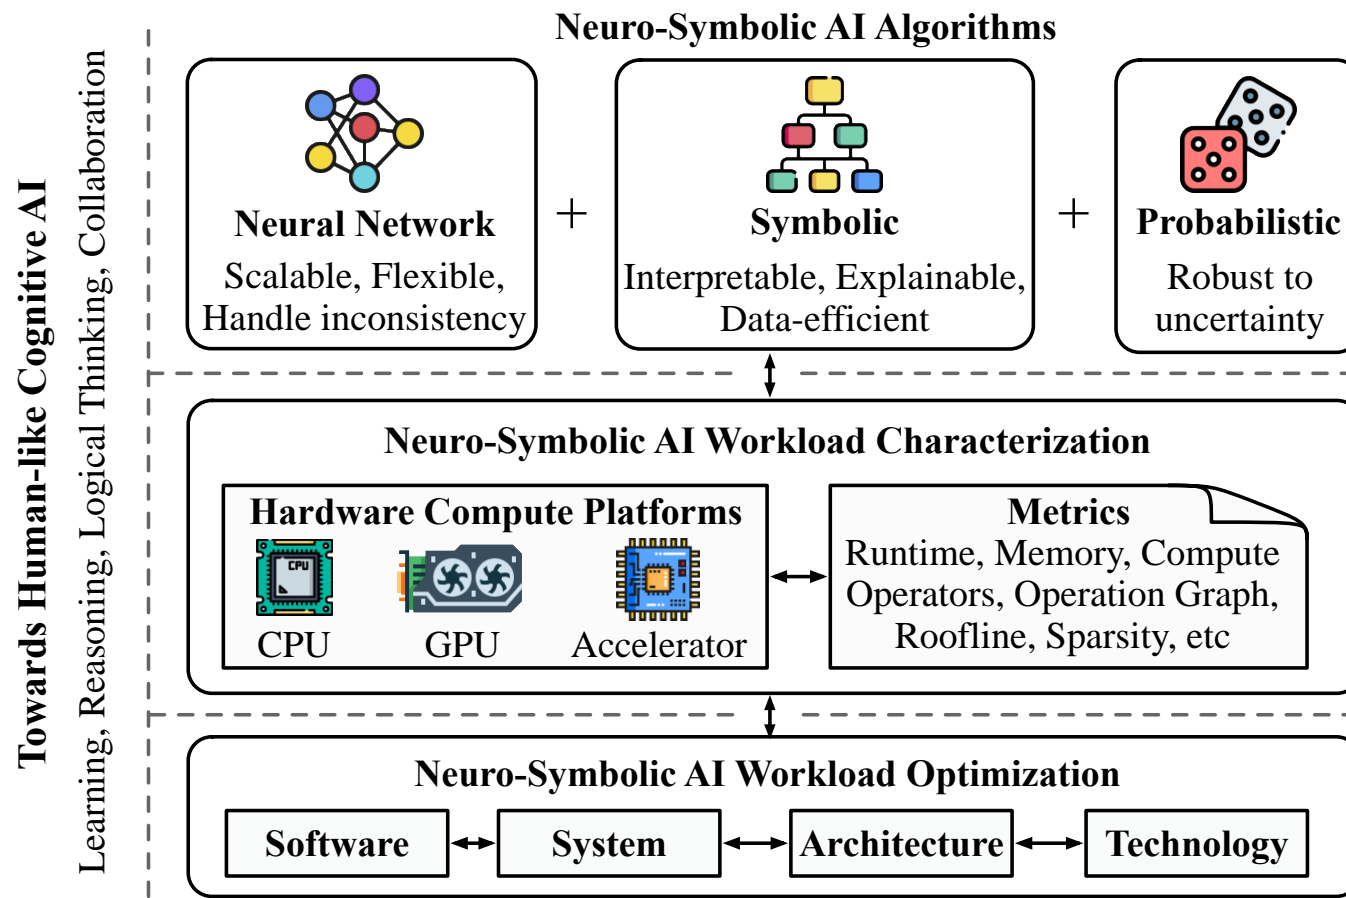 Towards Human-like Cognitive AI
Learning, Reasoning, Logical Thinking, Collaboration
Neuro-Symbolic AI Algorithms
Neural Network
Scalable, Flexible,
Handle inconsistency
+
Symbolic
Interpretable, Explainable,
Data-efficient
+
Probabilistic
Robust to
uncertainty
Neuro-Symbolic AI Workload Characterization
Hardware Compute Platforms
CPU
CPU
GPU
Accelerator
Metrics
Runtime, Memory, Compute
Operators, Operation Graph,
Roofline, Sparsity, etc
Neuro-Symbolic AI Workload Optimization
Software
System
Architecture
Technology